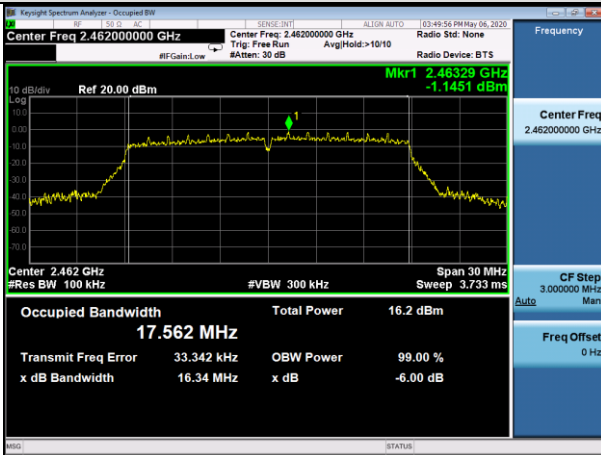 Keysight Spectrum Analyzer - Occupied BW
RF 50 Ω AC SENSE:INT ALIGN AUTO 03:49:56 PM May 06, 2020
Center Freq 2.462000000 GHz
Center Freq: 2.462000000 GHz
Radio Std: None
Trig: Free Run Avg|Hold:>10/10
#IFGain:Low #Atten: 30 dB Radio Device: BTS
Frequency
Mkr1 2.46329 GHz
-1.1451 dBm
10 dB/div Ref 20.00 dBm
Log
10.0
0.00
-10.0
-20.0
-30.0
-40.0
-50.0
-60.0
-70.0
1
Center 2.462 GHz Span 30 MHz
#Res BW 100 kHz #VBW 300 kHz Sweep 3.733 ms
Occupied Bandwidth Total Power 16.2 dBm
17.562 MHz
Transmit Freq Error 33.342 kHz OBW Power 99.00 %
x dB Bandwidth 16.34 MHz x dB -6.00 dB
Center Freq
2.462000000 GHz
CF Step
3.000000 MHz
Auto Man
Freq Offset
0 Hz
MSG STATUS